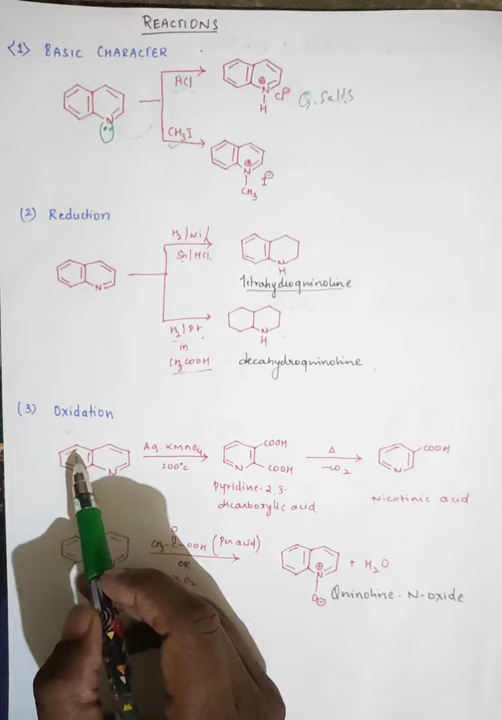 REACTIONS
(1) BASIC CHARACTER
HCl
N
H
Cl⊖
Q. Salts
N
CH3I
N
CH3
I⊖
(2) Reduction
H2/Ni/
Sn/HCl.
N
H
Tetrahydroquinoline
N
H2/Pt
in
CH3COOH
N
H
decahydroquinoline
(3) Oxidation
N
Aq. KMnO4
100°C
N
COOH
COOH
Pyridine-2,3-
dicarboxylic acid
Δ
-CO2
N
COOH
Nicotinic acid
O
CH3-C-OOH (Per acid)
OR
N
O⊖
+ H2O
Quinoline-N-oxide